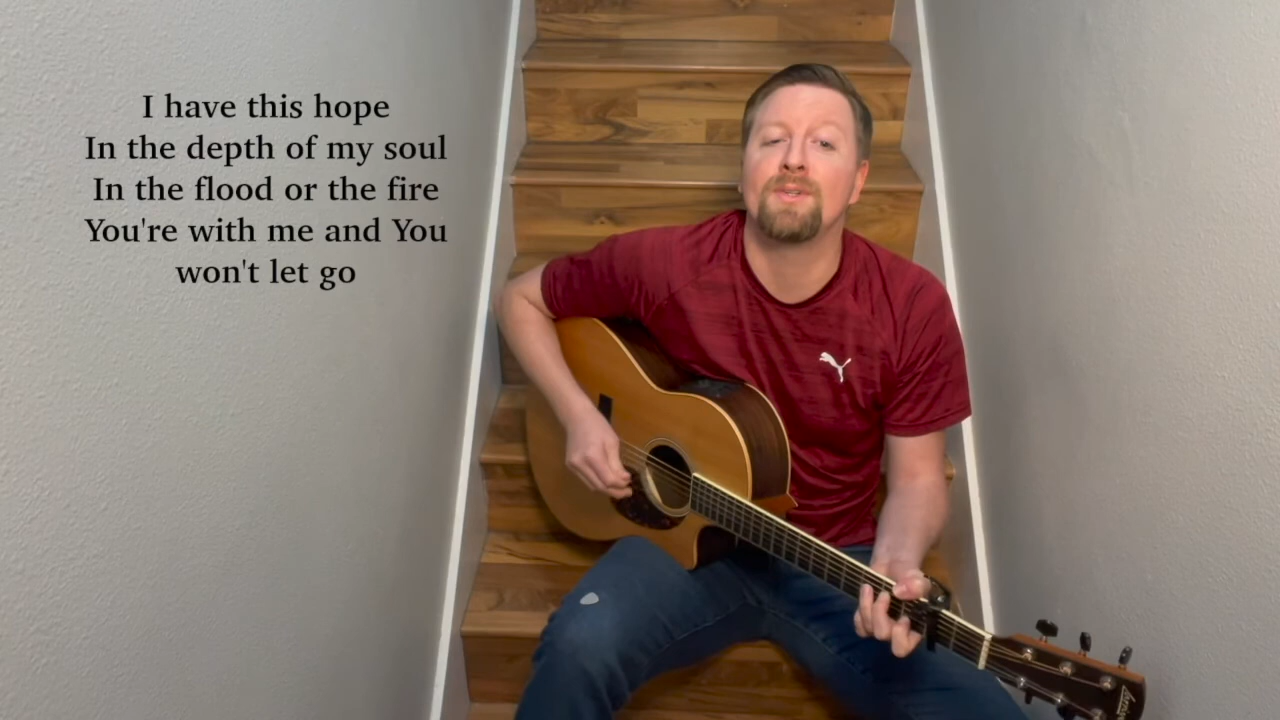 I have this hope
In the depth of my soul
In the flood or the fire
You're with me and You
won't let go